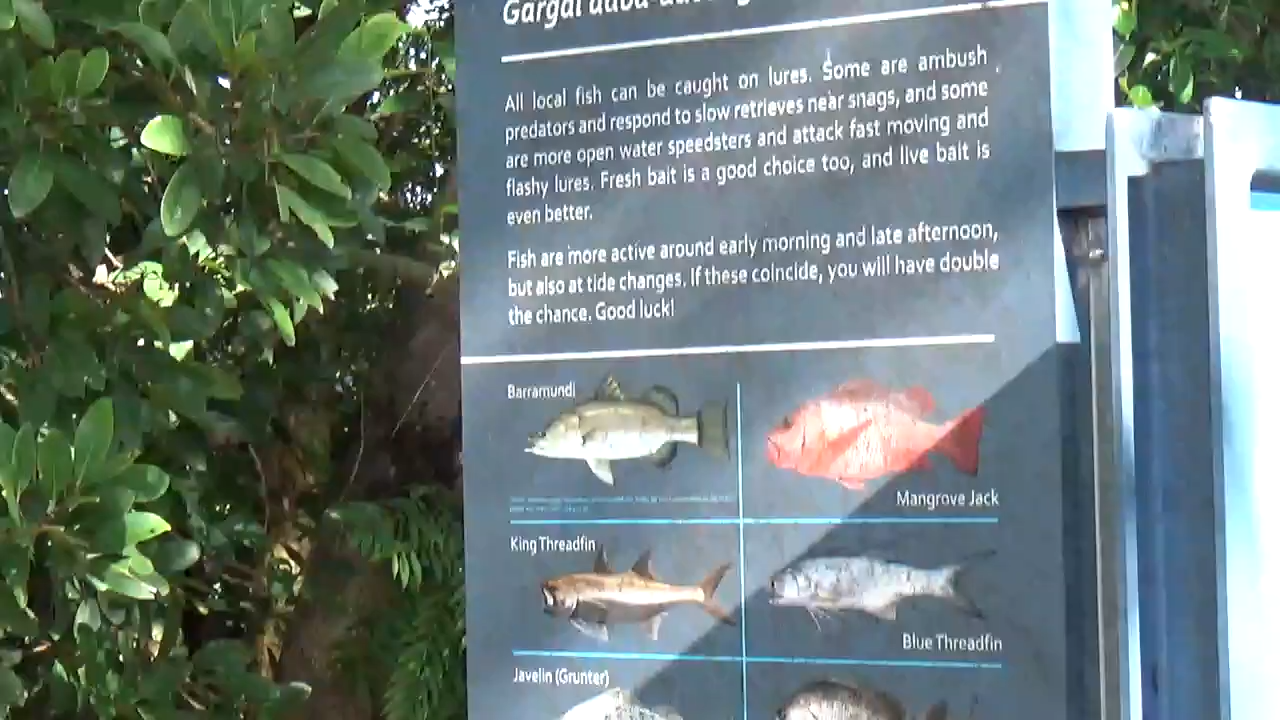 Gargal
All local fish can be caught on lures. Some are ambush
predators and respond to slow retrieves near snags, and some
are more open water speedsters and attack fast moving and
flashy lures. Fresh bait is a good choice too, and live bait is
even better.
Fish are more active around early morning and late afternoon,
but also at tide changes. If these coincide, you will have double
the chance. Good luck!
Barramundi
Mangrove Jack
King Threadfin
Blue Threadfin
Javelin (Grunter)